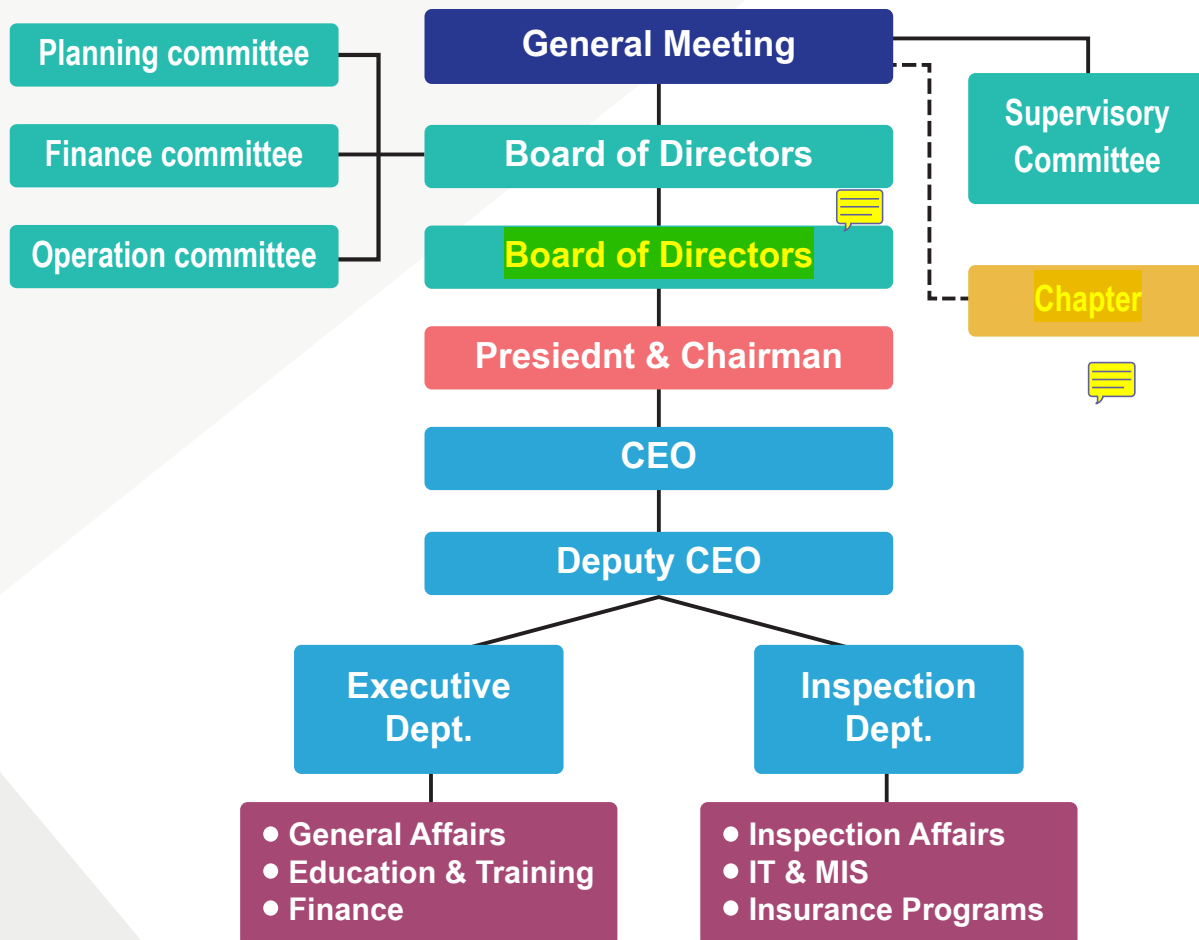 General Meeting
Planning committee
Finance committee
Operation committee
Board of Directors
Supervisory
Committee
Board of Directors
Chapter
Presiednt & Chairman
CEO
Deputy CEO
Executive
Dept.
Inspection
Dept.
● General Affairs
● Education & Training
● Finance
● Inspection Affairs
● IT & MIS
● Insurance Programs